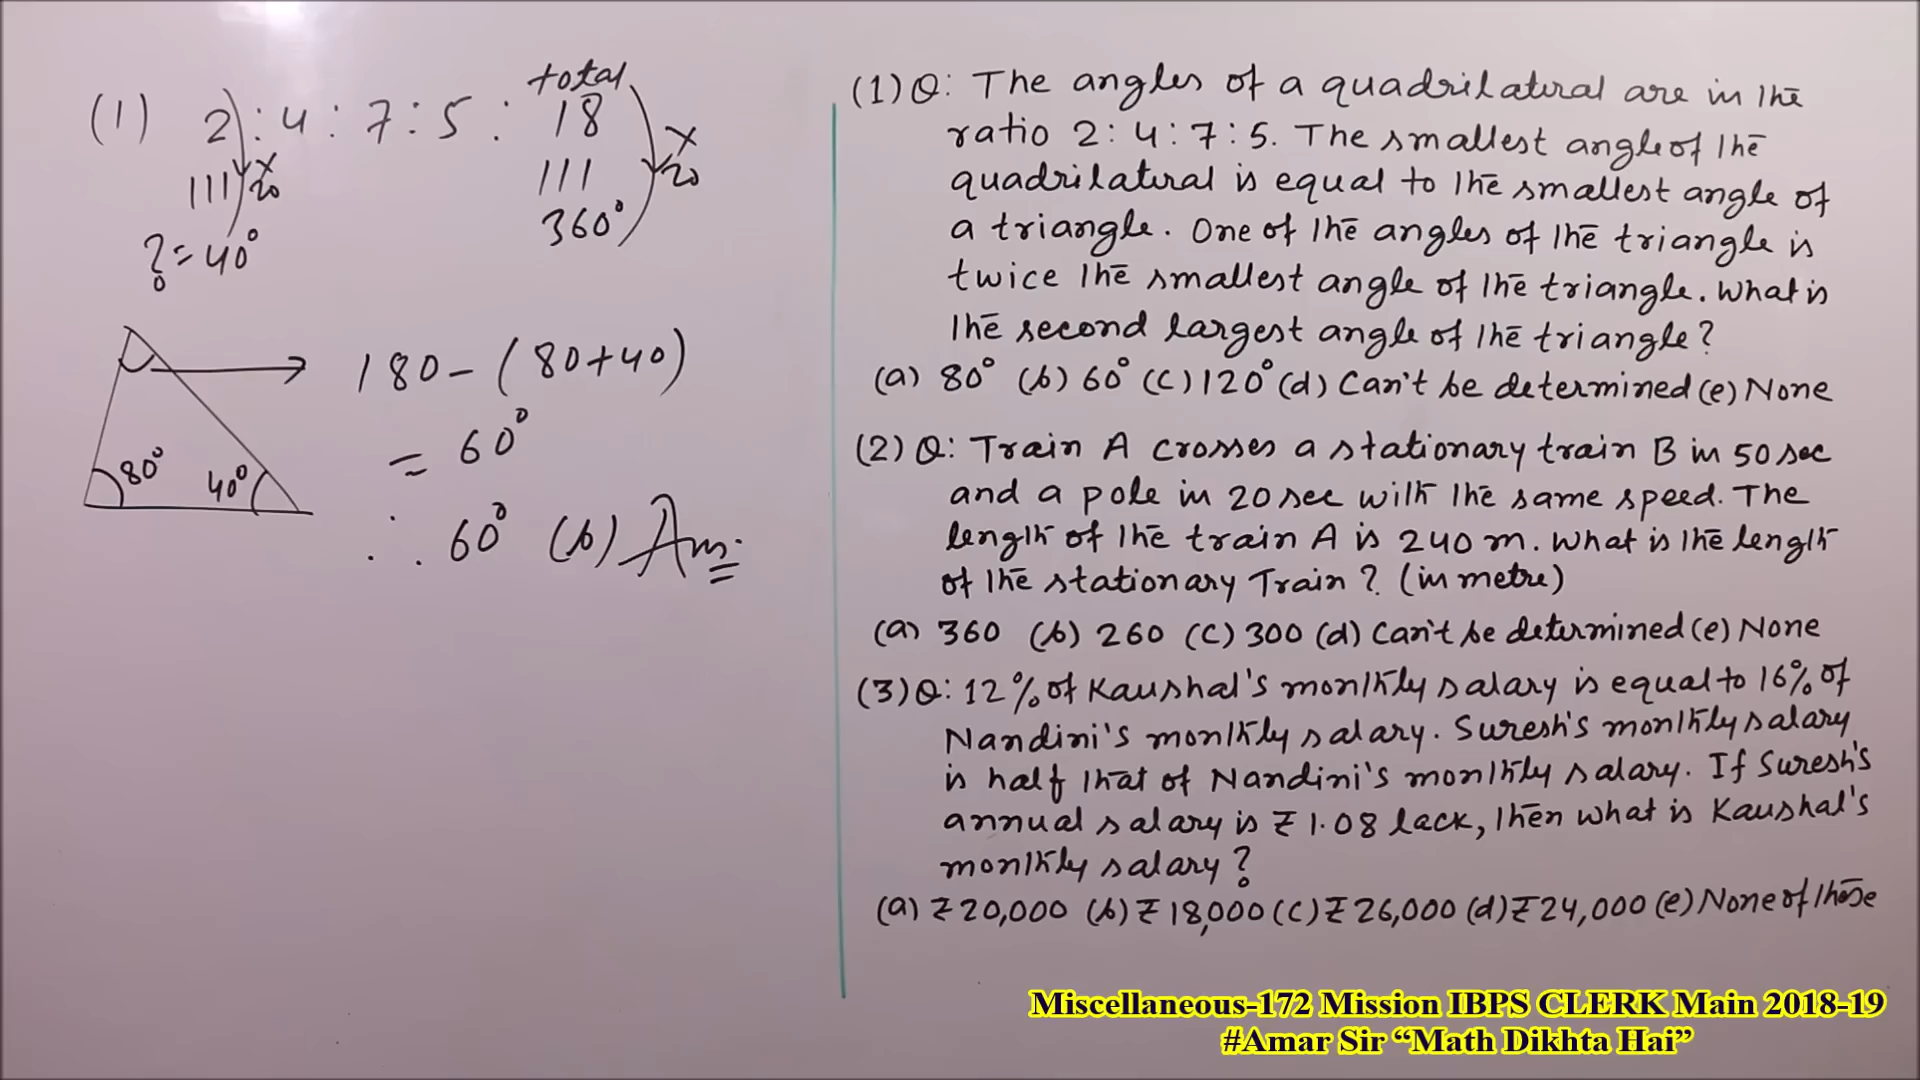 (1) 2 : 4 : 7 : 5 : total 18
111 × 20 111 × 20
? = 40° 360°
180 - (80+40)
= 60°
80° 40°
∴ 60° (b) Ans.
(1) Q: The angles of a quadrilateral are in the
ratio 2: 4: 7: 5. The smallest angle of the
quadrilateral is equal to the smallest angle of
a triangle. One of the angles of the triangle is
twice the smallest angle of the triangle. What is
the second largest angle of the triangle?
(a) 80° (b) 60° (c) 120° (d) Can't be determined (e) None
(2) Q: Train A crosses a stationary train B in 50 sec
and a pole in 20 sec with the same speed. The
length of the train A is 240 m. What is the length
of the stationary Train? (in metre)
(a) 360 (b) 260 (c) 300 (d) Can't be determined (e) None
(3) Q: 12% of Kaushal's monthly salary is equal to 16% of
Nandini's monthly salary. Suresh's monthly salary
is half that of Nandini's monthly salary. If Suresh's
annual salary is ₹ 1.08 lack, then what is Kaushal's
monthly salary?
(a) ₹ 20,000 (b) ₹ 18,000 (c) ₹ 26,000 (d) ₹ 24,000 (e) None of these
Miscellaneous-172 Mission IBPS CLERK Main 2018-19
#Amar Sir “Math Dikhta Hai”